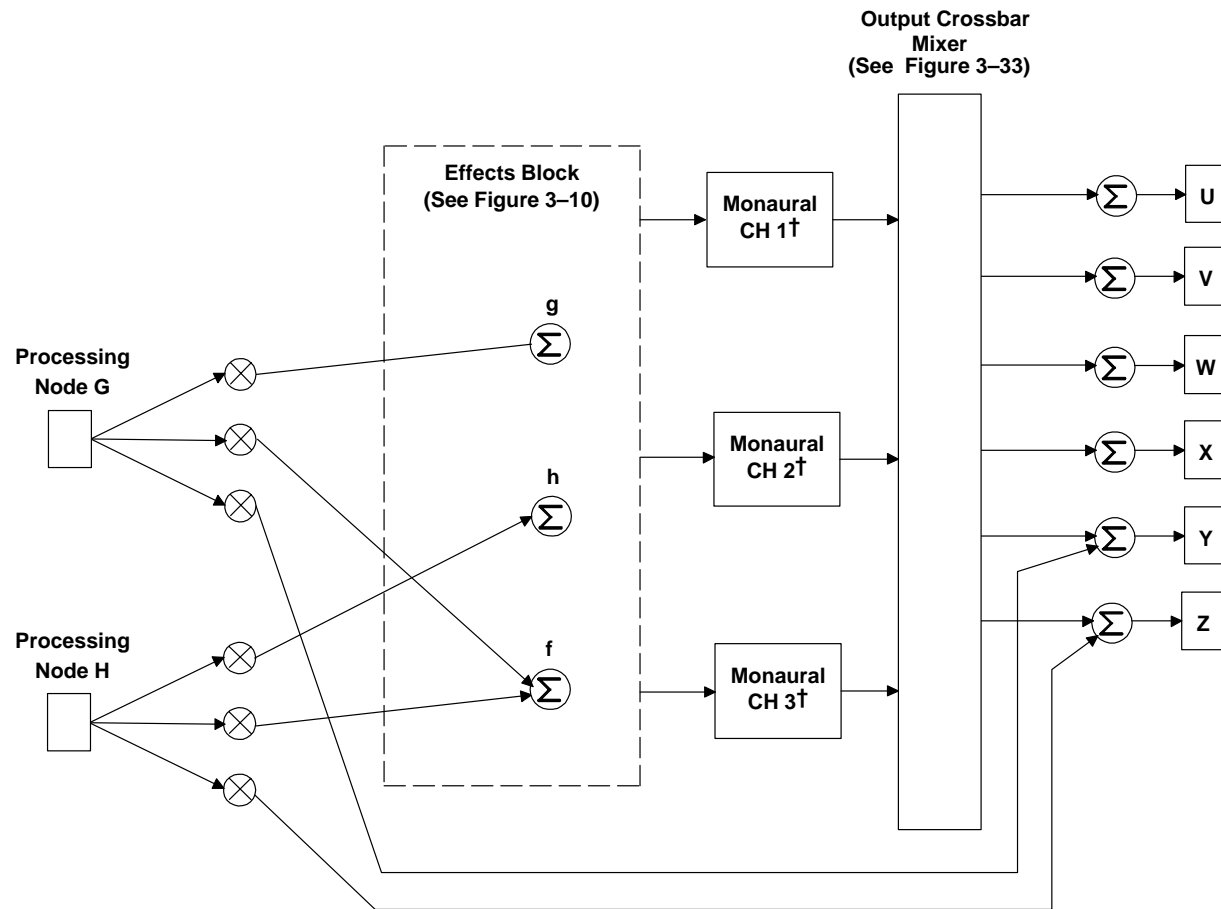 Output Crossbar
Mixer
(See Figure 3–33)
Effects Block
(See Figure 3–10)
Monaural
CH 1†
Σ
U
Σ
V
g
Σ
Processing
Node G
Σ
W
Monaural
CH 2†
Σ
X
h
Σ
Σ
Y
Processing
Node H
f
Σ
Monaural
CH 3†
Σ
Z